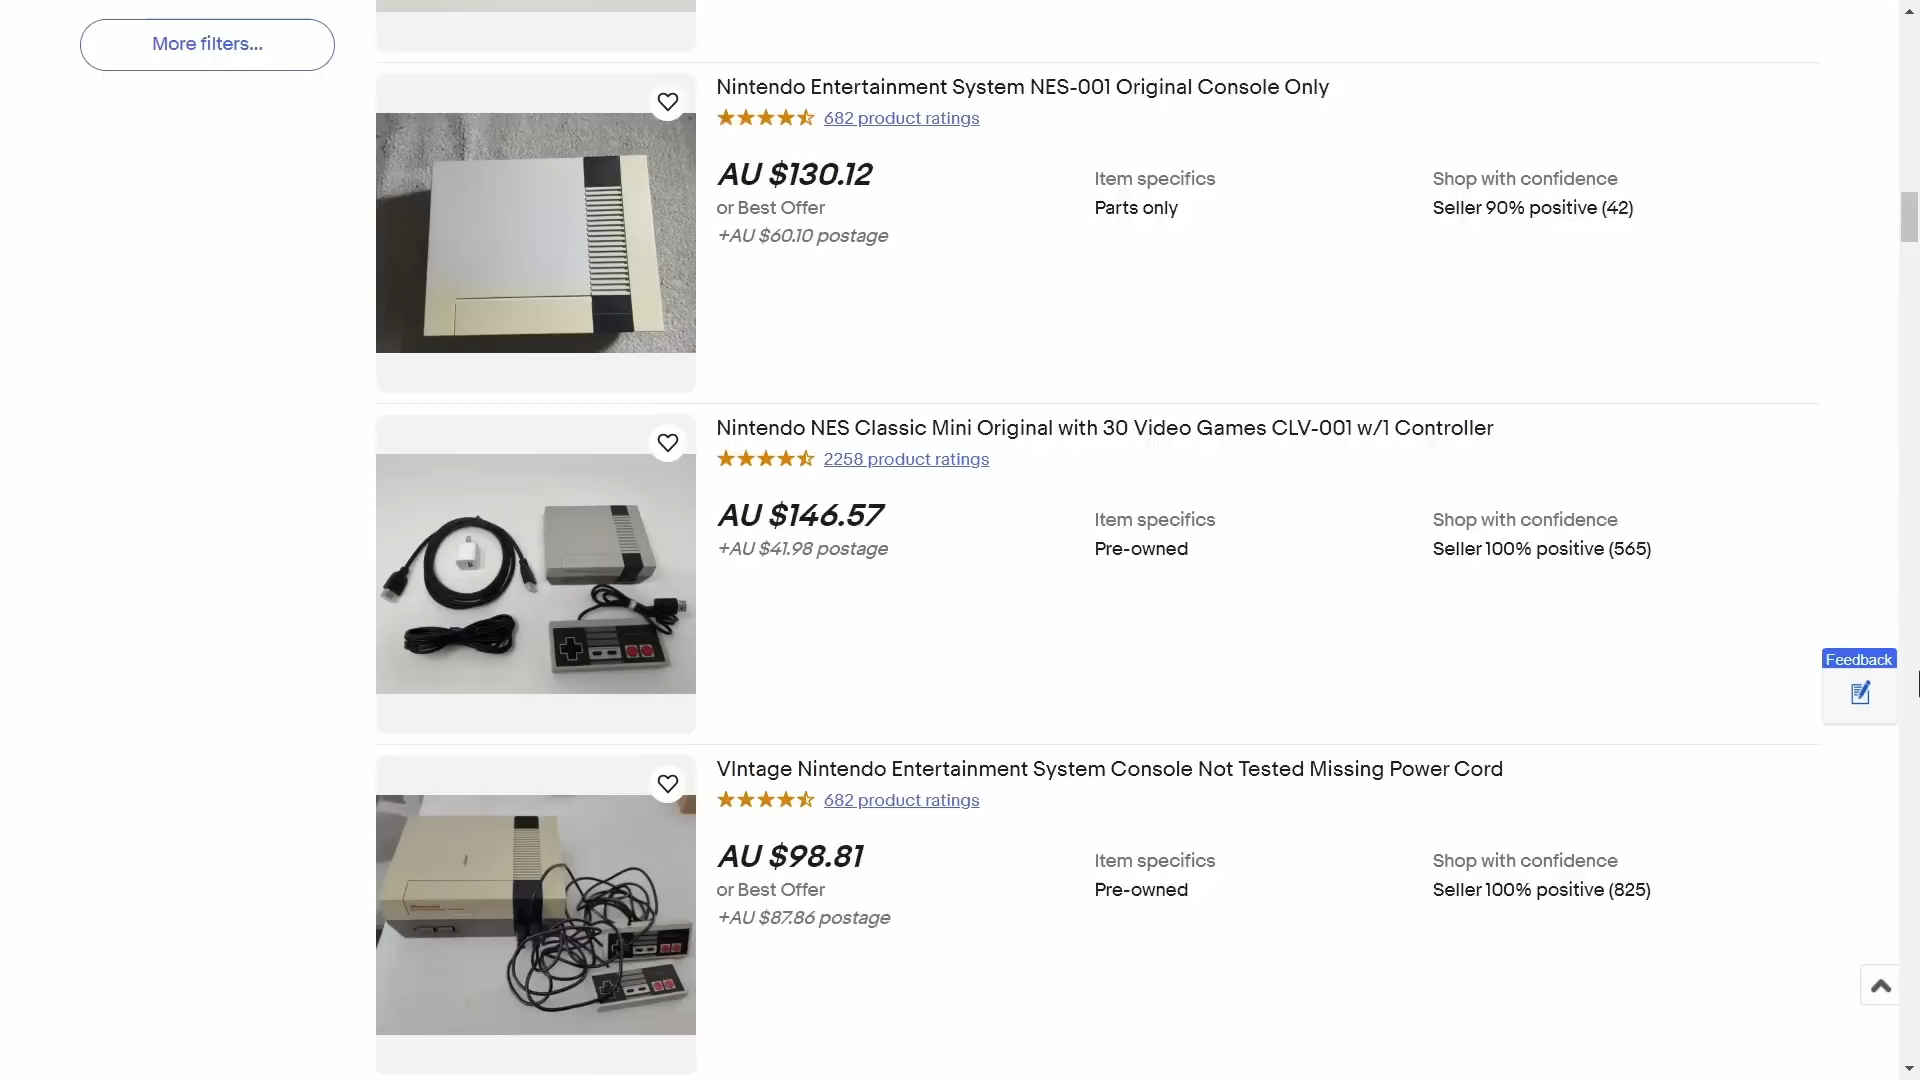 More filters...
Nintendo Entertainment System NES-001 Original Console Only
682 product ratings
AU $130.12
or Best Offer
+AU $60.10 postage
Item specifics
Parts only
Shop with confidence
Seller 90% positive (42)
Nintendo NES Classic Mini Original with 30 Video Games CLV-001 w/1 Controller
2258 product ratings
AU $146.57
+AU $41.98 postage
Item specifics
Pre-owned
Shop with confidence
Seller 100% positive (565)
Feedback
VIntage Nintendo Entertainment System Console Not Tested Missing Power Cord
682 product ratings
AU $98.81
or Best Offer
+AU $87.86 postage
Item specifics
Pre-owned
Shop with confidence
Seller 100% positive (825)
Nintendo